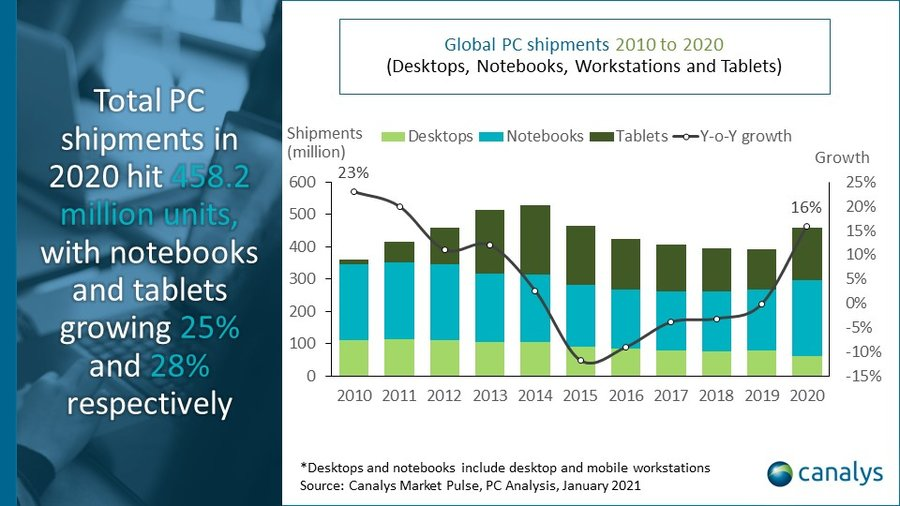 Total PC
shipments in
2020 hit 458.2
million units,
with notebooks
and tablets
growing 25%
and 28%
respectively
Global PC shipments 2010 to 2020
(Desktops, Notebooks, Workstations and Tablets)
Shipments
(million)
Desktops Notebooks Tablets Y-o-Y growth
Growth
600
500
400
300
200
100
0
23%
16%
25%
20%
15%
10%
5%
0%
-5%
-10%
-15%
2010 2011 2012 2013 2014 2015 2016 2017 2018 2019 2020
*Desktops and notebooks include desktop and mobile workstations
Source: Canalys Market Pulse, PC Analysis, January 2021
canalys